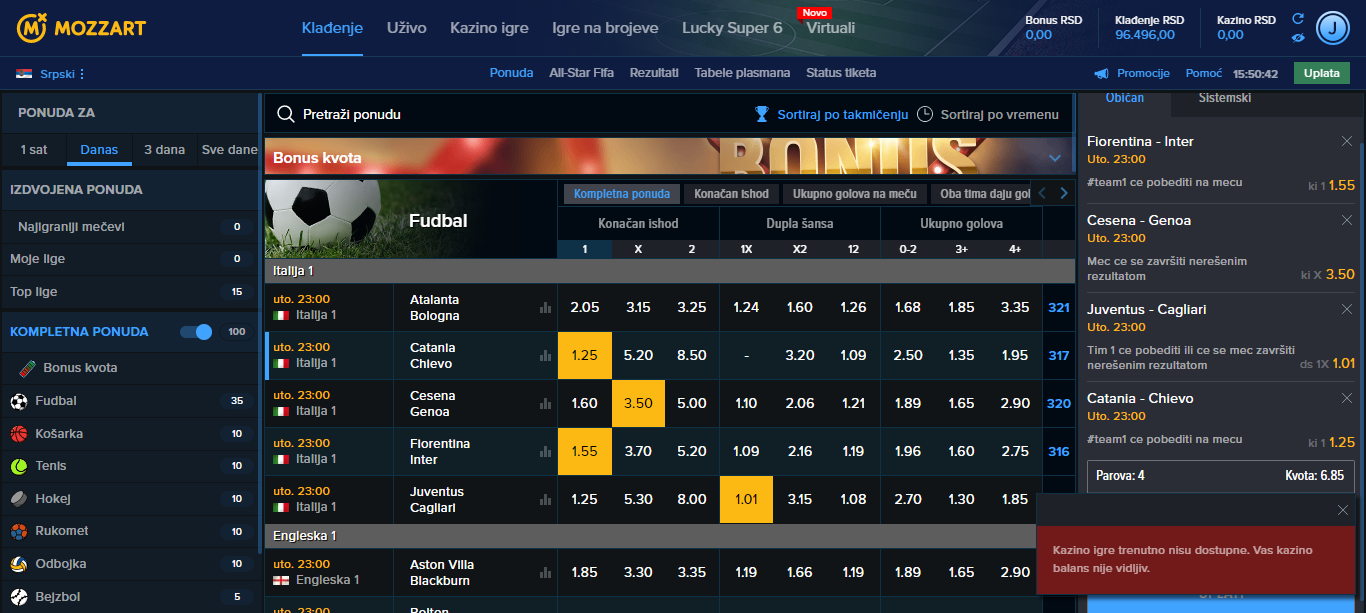 MOZZART
Klađenje
Uživo
Kazino igre
Igre na brojeve
Lucky Super 6
Novo
Virtuali
Bonus RSD
0,00
Klađenje RSD
96.496,00
Kazino RSD
0,00
J
Srpski
Ponuda
All-Star Fifa
Rezultati
Tabele plasmana
Status tiketa
Promocije
Pomoć
15:50:42
Uplata
PONUDA ZA
1 sat
Danas
3 dana
Sve dane
IZDVOJENA PONUDA
Najigraniji mečevi 0
Moje lige 0
Top lige 15
KOMPLETNA PONUDA 100
Bonus kvota
Fudbal 35
Košarka 10
Tenis 10
Hokej 10
Rukomet 10
Odbojka 10
Bejzbol 5
Pretraži ponudu
Sortiraj po takmičenju
Sortiraj po vremenu
Bonus kvota
BONUS
Fudbal
Kompletna ponuda
Konačan ishod
Ukupno golova na meču
Oba tima daju gol
Konačan ishod
Dupla šansa
Ukupno golova
1 X 2 1X X2 12 0-2 3+ 4+
Italija 1
uto. 23:00
Italija 1
Atalanta
Bologna
2.05 3.15 3.25 1.24 1.60 1.26 1.68 1.85 3.35 321
uto. 23:00
Italija 1
Catania
Chievo
1.25 5.20 8.50 - 3.20 1.09 2.50 1.35 1.95 317
uto. 23:00
Italija 1
Cesena
Genoa
1.60 3.50 5.00 1.10 2.06 1.21 1.89 1.65 2.90 320
uto. 23:00
Italija 1
Fiorentina
Inter
1.55 3.70 5.20 1.09 2.16 1.19 1.96 1.60 2.75 316
uto. 23:00
Italija 1
Juventus
Cagliari
1.25 5.30 8.00 1.01 3.15 1.08 2.70 1.30 1.85
Engleska 1
uto. 23:00
Engleska 1
Aston Villa
Blackburn
1.85 3.30 3.35 1.19 1.66 1.19 1.89 1.65 2.90
uto. 23:00
Bolton
Običan
Sistemski
Fiorentina - Inter
Uto. 23:00
#team1 ce pobediti na mecu
ki 1 1.55
Cesena - Genoa
Uto. 23:00
Mec ce se završiti nerešenim
rezultatom
ki X 3.50
Juventus - Cagliari
Uto. 23:00
Tim 1 ce pobediti ili ce se mec završiti
nerešenim rezultatom
ds 1X 1.01
Catania - Chievo
Uto. 23:00
#team1 ce pobediti na mecu
ki 1 1.25
Parova: 4 Kvota: 6.85
Kazino igre trenutno nisu dostupne. Vas kazino
balans nije vidljiv.
UPLATI